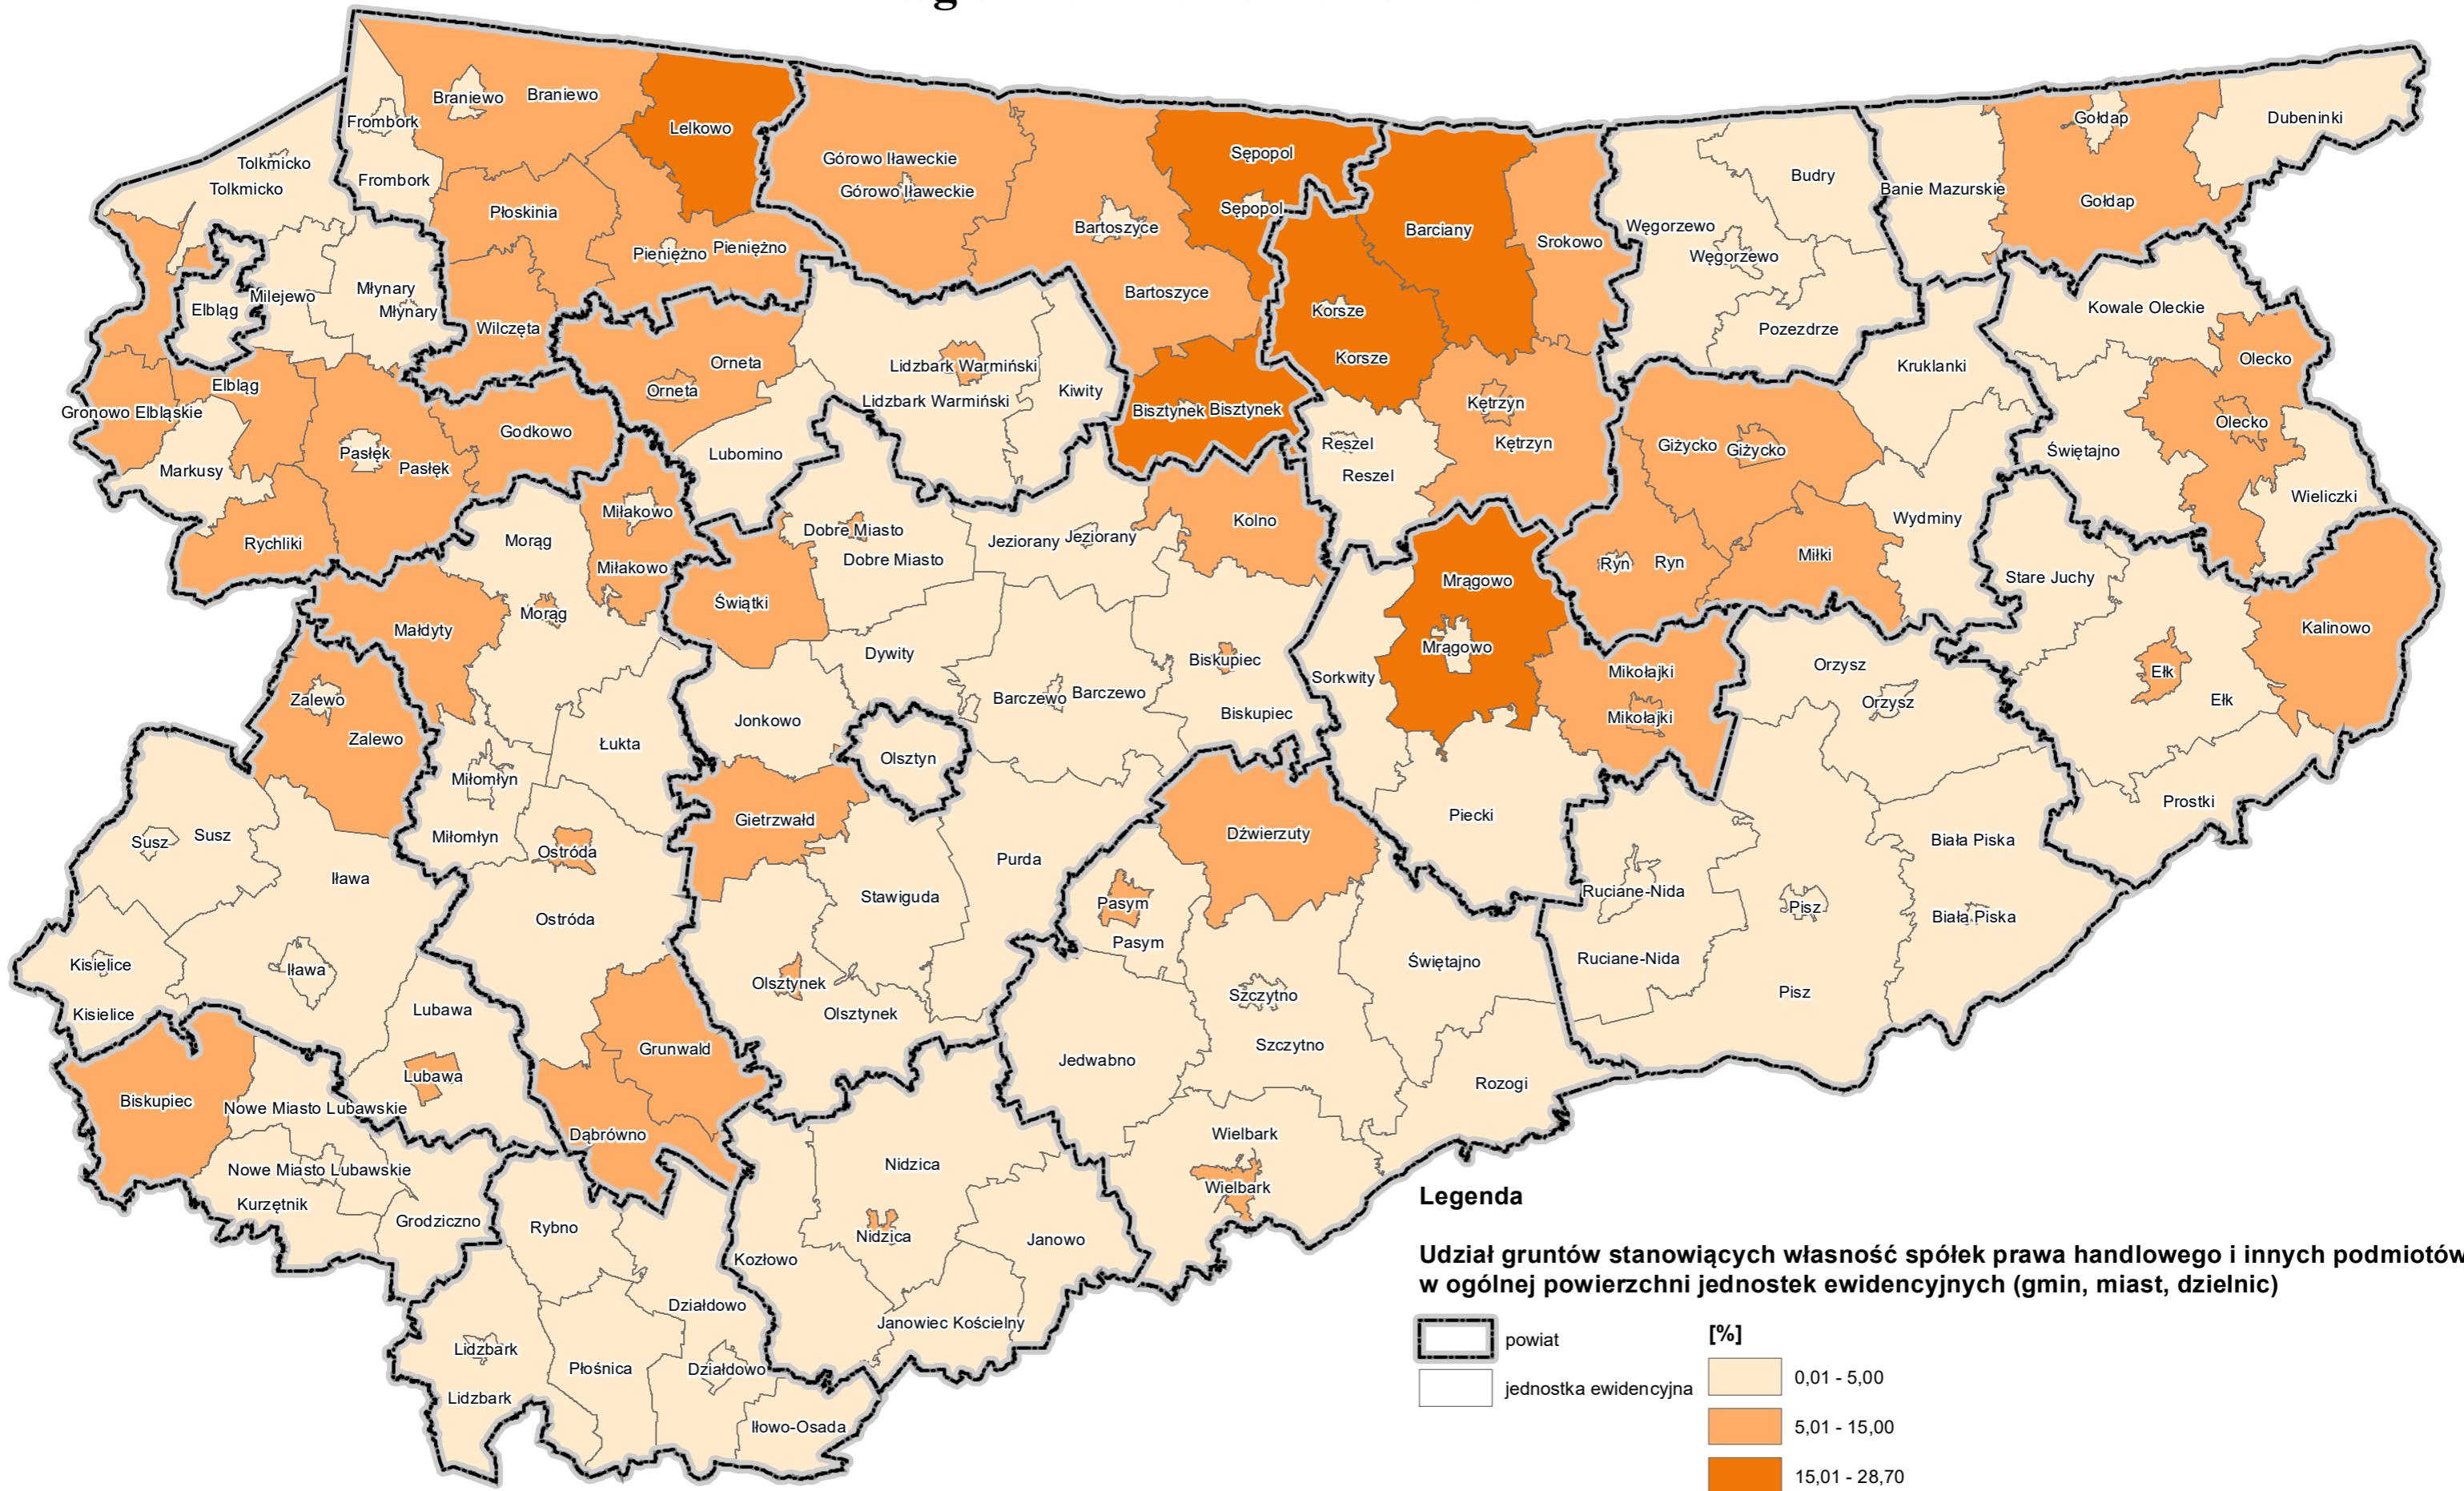 g
Braniewo
Braniewo
Lelkowo
Frombork
Tolkmicko
Tolkmicko
Frombork
Płoskinia
Pieniężno
Pieniężno
Górowo Iławeckie
Górowo Iławeckie
Sępopol
Sępopol
Bartoszyce
Bartoszyce
Barciany
Srokowo
Węgorzewo
Węgorzewo
Budry
Banie Mazurskie
Gołdap
Gołdap
Dubeninki
Elbląg
Milejewo
Młynary
Młynary
Wilczęta
Korsze
Korsze
Pozezdrze
Kowale Oleckie
Olecko
Olecko
Kruklanki
Orneta
Orneta
Lidzbark Warmiński
Lidzbark Warmiński
Kiwity
Bisztynek
Bisztynek
Kętrzyn
Kętrzyn
Elbląg
Gronowo Elbląskie
Markusy
Pasłęk
Pasłęk
Godkowo
Lubomino
Reszel
Reszel
Giżycko
Giżycko
Świętajno
Wieliczki
Rychliki
Morąg
Morąg
Miłakowo
Miłakowo
Dobre Miasto
Dobre Miasto
Jeziorany
Jeziorany
Kolno
Wydminy
Mrągowo
Mrągowo
Ryn
Ryn
Miłki
Stare Juchy
Kalinowo
Małdyty
Świątki
Dywity
Biskupiec
Biskupiec
Sorkwity
Mikołajki
Mikołajki
Orzysz
Orzysz
Ełk
Ełk
Zalewo
Zalewo
Łukta
Jonkowo
Olsztyn
Barczewo
Barczewo
Miłomłyn
Miłomłyn
Susz
Susz
Iława
Iława
Ostróda
Ostróda
Gietrzwałd
Purda
Stawiguda
Dźwierzuty
Piecki
Prostki
Biała Piska
Biała Piska
Ruciane-Nida
Ruciane-Nida
Pisz
Pisz
Pasym
Pasym
Kisielice
Kisielice
Lubawa
Lubawa
Olsztynek
Olsztynek
Szczytno
Szczytno
Świętajno
Grunwald
Jedwabno
Rozogi
Biskupiec
Nowe Miasto Lubawskie
Nowe Miasto Lubawskie
Kurzętnik
Grodziczno
Dąbrówno
Rybno
Nidzica
Nidzica
Wielbark
Wielbark
Kozłowo
Janowo
Janowiec Kościelny
Działdowo
Działdowo
Lidzbark
Lidzbark
Płośnica
Iłowo-Osada
Legenda
Udział gruntów stanowiących własność spółek prawa handlowego i innych podmiotów
w ogólnej powierzchni jednostek ewidencyjnych (gmin, miast, dzielnic)
powiat
jednostka ewidencyjna
[%]
0,01 - 5,00
5,01 - 15,00
15,01 - 28,70